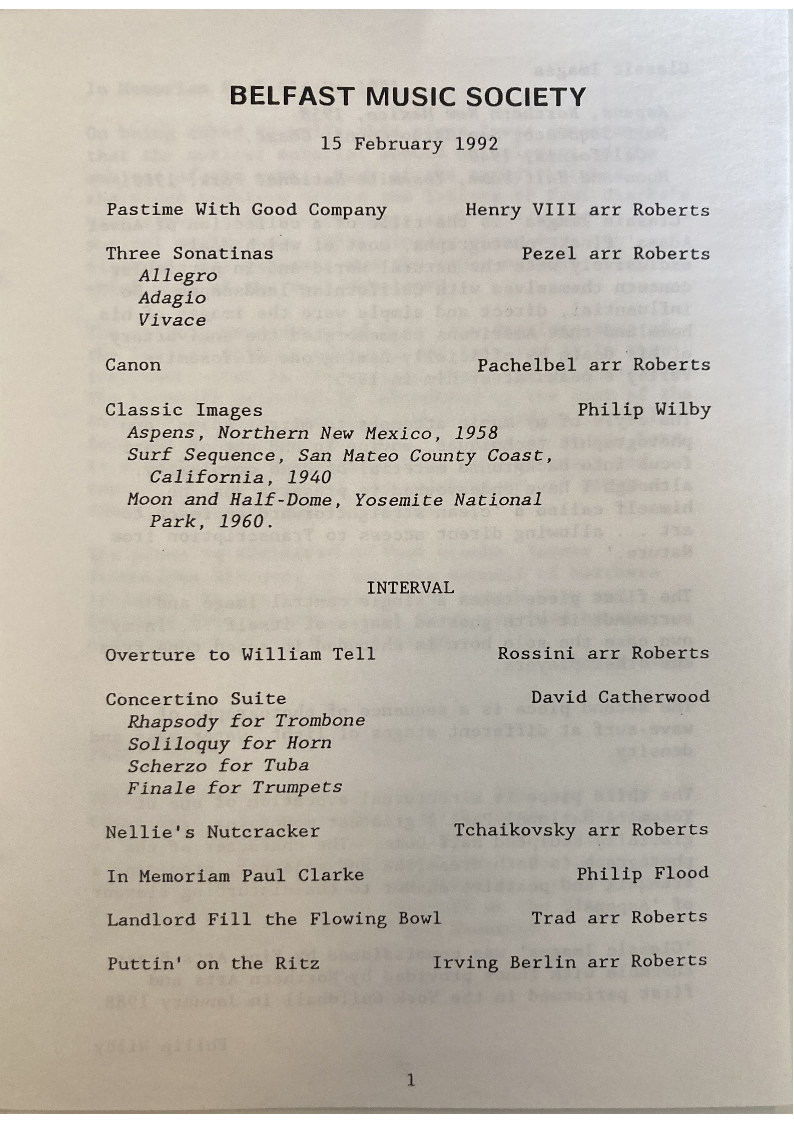 BELFAST MUSIC SOCIETY
15 February 1992
Pastime With Good Company Henry VIII arr Roberts
Three Sonatinas Pezel arr Roberts
Allegro
Adagio
Vivace
Canon Pachelbel arr Roberts
Classic Images Philip Wilby
Aspens, Northern New Mexico, 1958
Surf Sequence, San Mateo County Coast,
California, 1940
Moon and Half-Dome, Yosemite National
Park, 1960.
INTERVAL
Overture to William Tell Rossini arr Roberts
Concertino Suite David Catherwood
Rhapsody for Trombone
Soliloquy for Horn
Scherzo for Tuba
Finale for Trumpets
Nellie's Nutcracker Tchaikovsky arr Roberts
In Memoriam Paul Clarke Philip Flood
Landlord Fill the Flowing Bowl Trad arr Roberts
Puttin' on the Ritz Irving Berlin arr Roberts
1